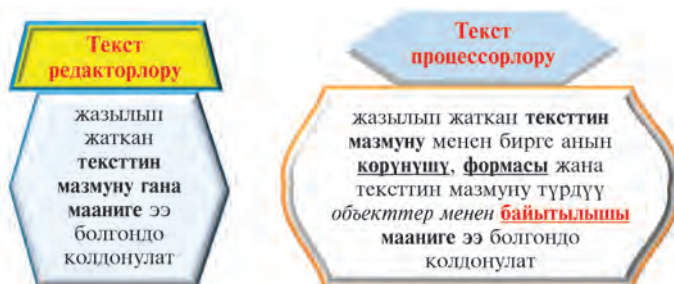 Текст
редакторлору
жазылып
жаткан
тексттин
мазмуну гана
мааниге ээ
болгондо
колдонулат
Текст
процессорлору
жазылып жаткан тексттин
мазмуну менен бирге анын
көрүнүшү, формасы жана
тексттин мазмуну түрдүү
объекттер менен байытылышы
мааниге ээ болгондо
колдонулат